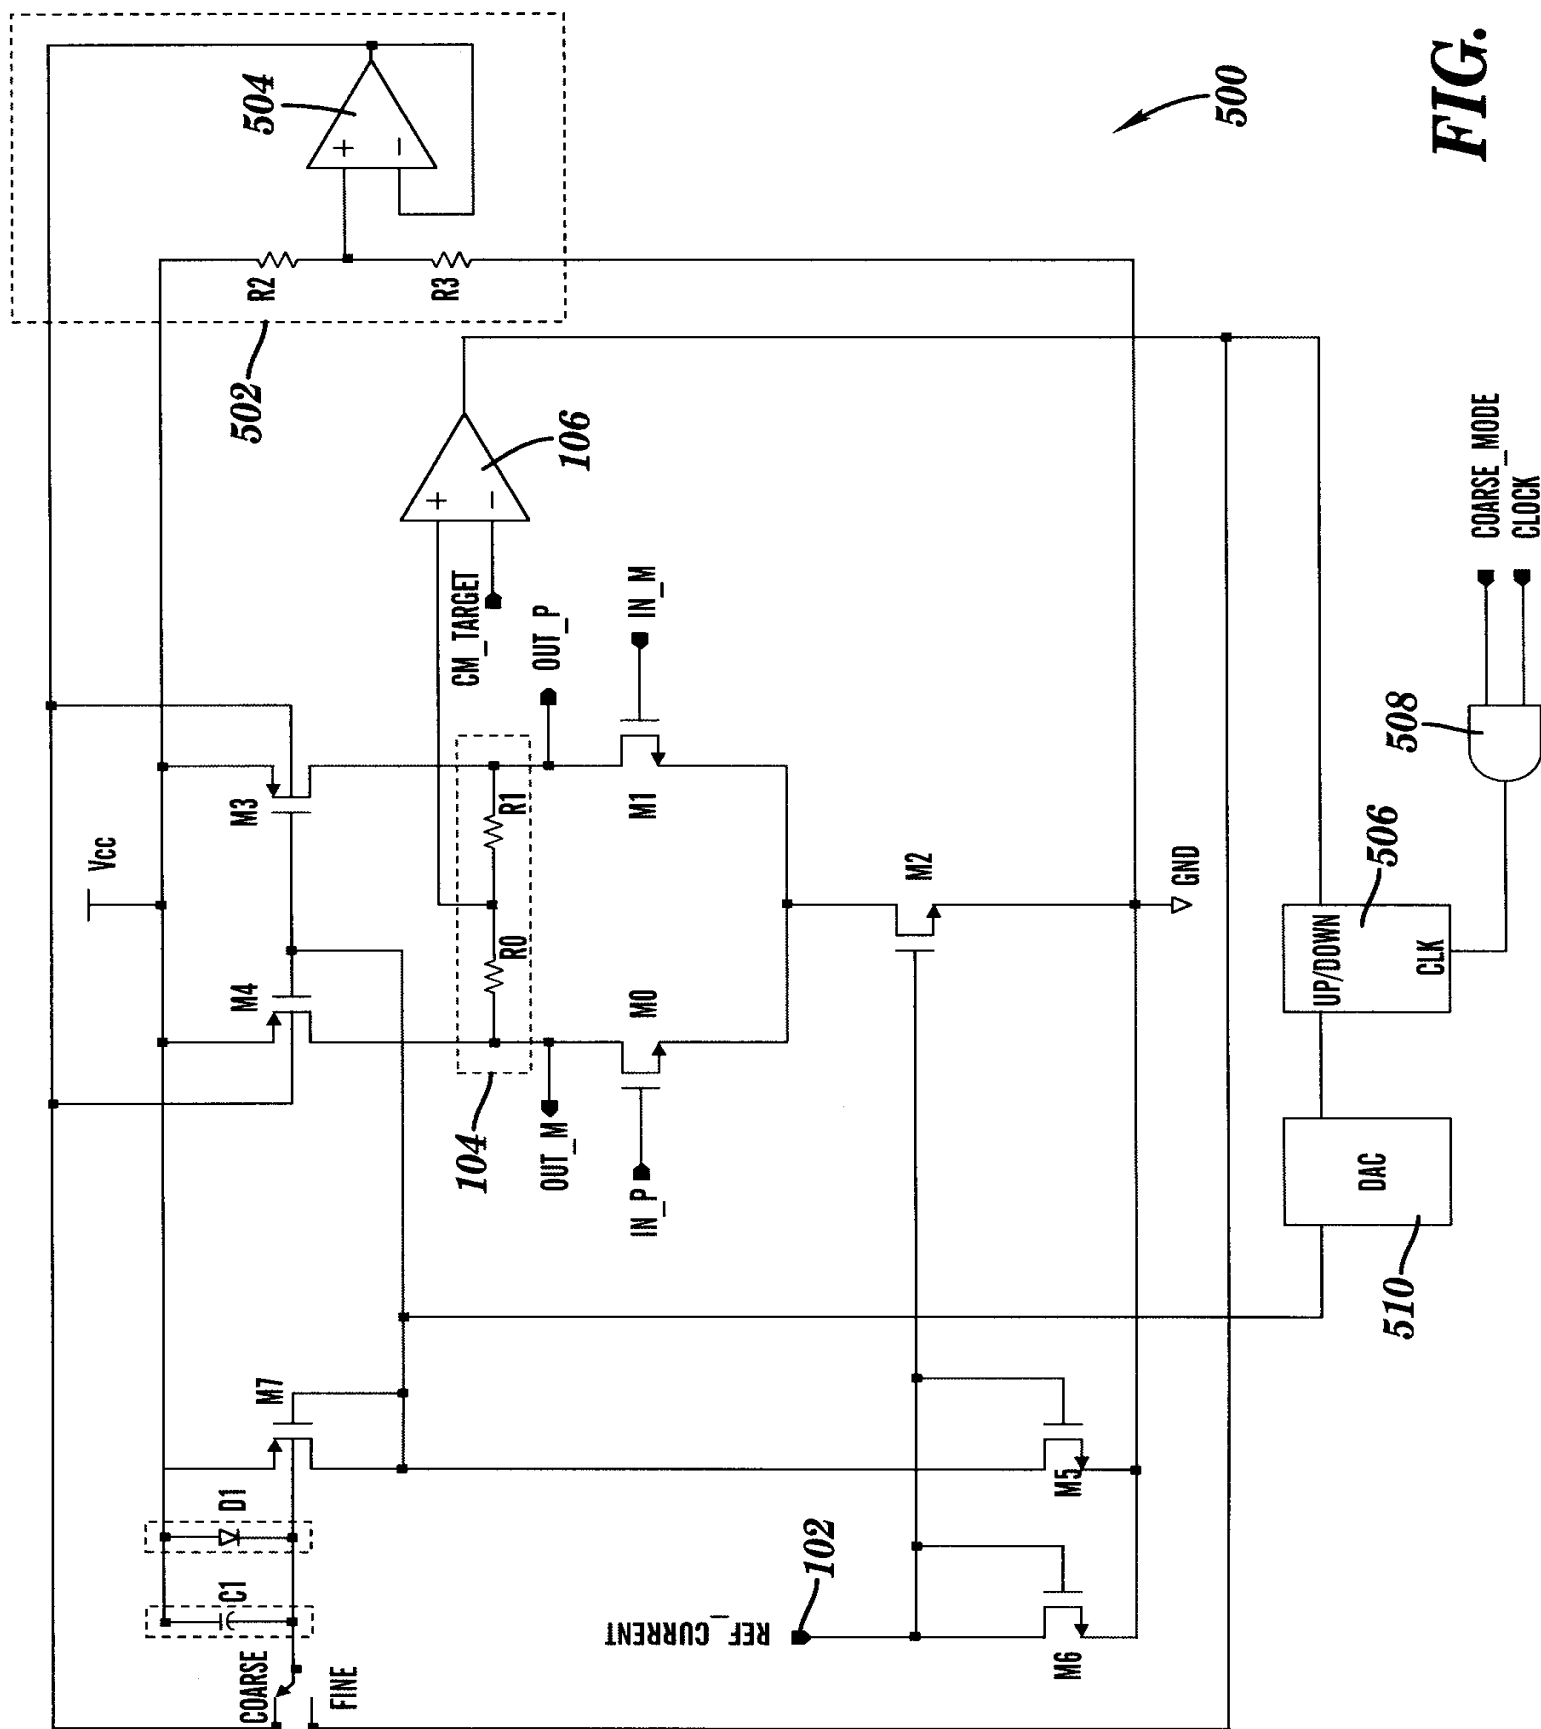 504
R2
R3
502
500
FIG.
Vcc
M3
M4
106
+
−
+
−
CM_TARGET
OUT_P
IN_M
R1
R0
M1
M0
104
OUT_M
IN_P
M2
GND
COARSE_MODE
CLOCK
508
506
UP/DOWN
CLK
DAC
510
M7
D1
C1
COARSE
FINE
M5
M6
102
REF_CURRENT